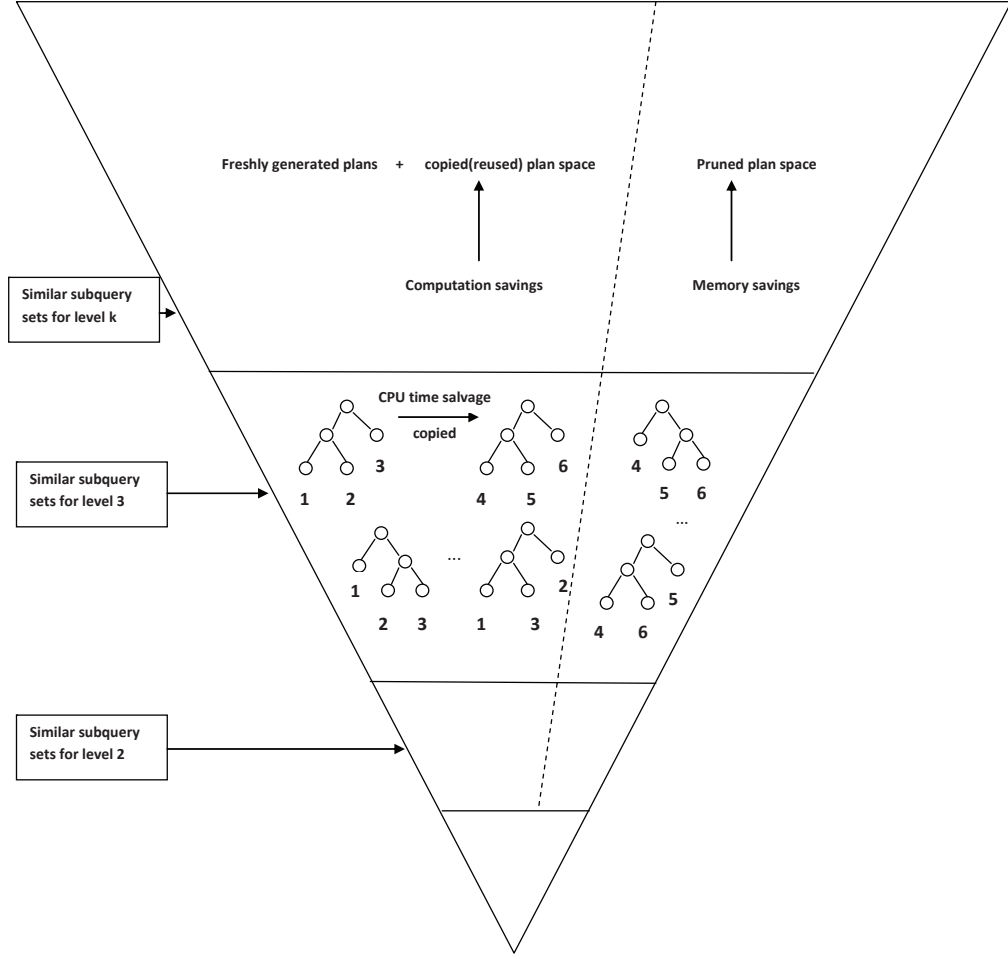 Freshly generated plans + copied(reused) plan space
Pruned plan space
Computation savings
Memory savings
Similar subquery
sets for level k
CPU time salvage
copied
3
6
4
1 2
4 5
5 6
Similar subquery
sets for level 3
...
...
1
2
5
2 3
1 3
4 6
Similar subquery
sets for level 2